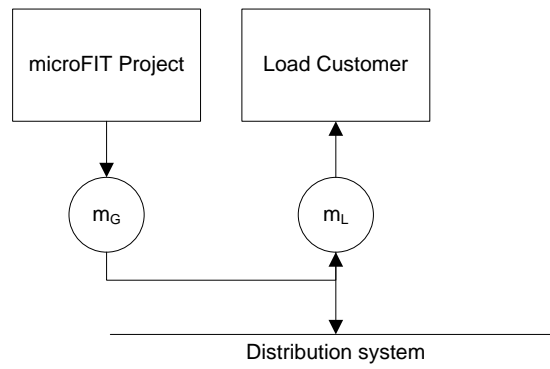 microFIT Project
Load Customer
mG
mL
Distribution system